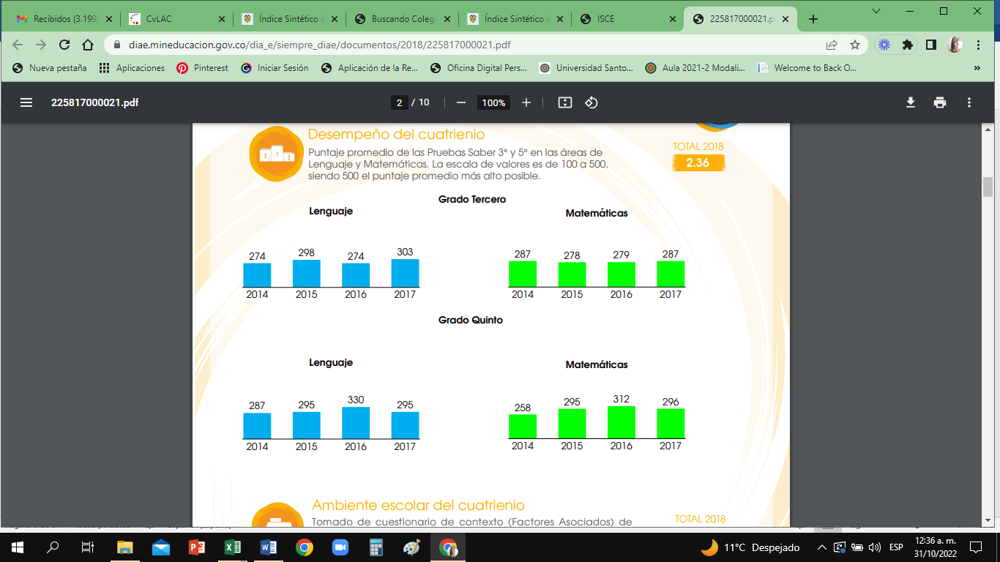 Recibidos (3.199)
CvLAC
Índice Sintético d
Buscando Colegi
Índice Sintético d
ISCE
225817000021.p
diae.mineducacion.gov.co/dia_e/siempre_diae/documentos/2018/225817000021.pdf
Nueva pestaña
Aplicaciones
Pinterest
Iniciar Sesión
Aplicación de la Re...
Oficina Digital Pers...
Universidad Santo...
Aula 2021-2 Modali...
Welcome to Back O...
»
225817000021.pdf
2 / 10
100%
Desempeño del cuatrienio
Puntaje promedio de las Pruebas Saber 3° y 5° en las áreas de
Lenguaje y Matemáticas. La escala de valores es de 100 a 500,
siendo 500 el puntaje promedio más alto posible.
TOTAL 2018
2.36
2 1 3
Grado Tercero
Lenguaje
274 298 274 303
2014 2015 2016 2017
Matemáticas
287 278 279 287
2014 2015 2016 2017
Grado Quinto
Lenguaje
287 295 330 295
2014 2015 2016 2017
Matemáticas
258 295 312 296
2014 2015 2016 2017
Ambiente escolar del cuatrienio
Tomado de cuestionario de contexto (Factores Asociados) de
TOTAL 2018
11°C Despejado
ESP
12:36 a. m.
31/10/2022